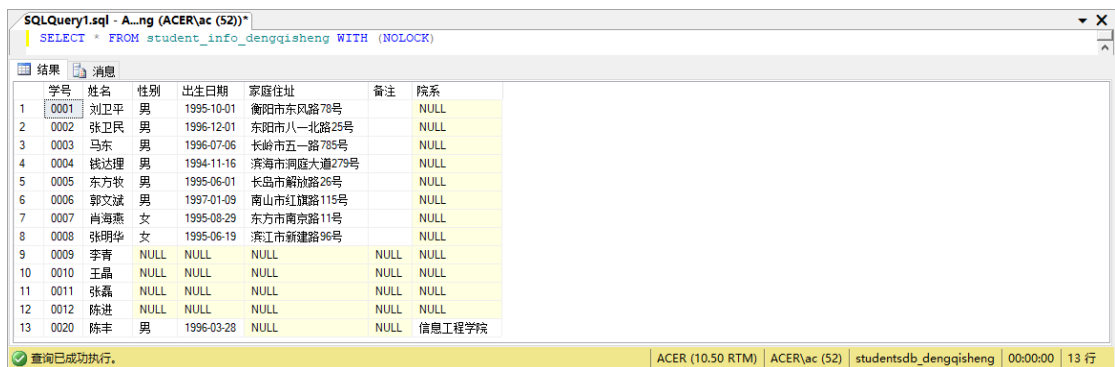 SQLQuery1.sql - A...ng (ACER\ac (52))*
SELECT * FROM student_info_dengqisheng WITH (NOLOCK)
结果 消息
学号 姓名 性别 出生日期 家庭住址 备注 院系
1 0001 刘卫平 男 1995-10-01 衡阳市东风路78号 NULL
2 0002 张卫民 男 1996-12-01 东阳市八一北路25号 NULL
3 0003 马东 男 1996-07-06 长岭市五一路785号 NULL
4 0004 钱达理 男 1994-11-16 滨海市洞庭大道279号 NULL
5 0005 东方牧 男 1995-06-01 长岛市解放路26号 NULL
6 0006 郭文斌 男 1997-01-09 南山市红旗路115号 NULL
7 0007 肖海燕 女 1995-08-29 东方市南京路11号 NULL
8 0008 张明华 女 1995-06-19 滨江市新建路96号 NULL
9 0009 李青 NULL NULL NULL NULL NULL
10 0010 王晶 NULL NULL NULL NULL NULL
11 0011 张磊 NULL NULL NULL NULL NULL
12 0012 陈进 NULL NULL NULL NULL NULL
13 0020 陈丰 男 1996-03-28 NULL NULL 信息工程学院
查询已成功执行。 ACER (10.50 RTM) ACER\ac (52) studentsdb_dengqisheng 00:00:00 13 行